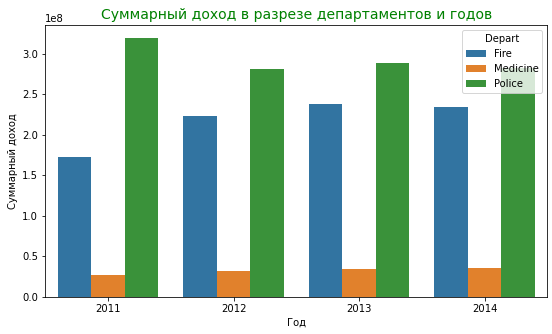 Суммарный доход в разрезе департаментов и годов
1e8
Depart
Fire
Medicine
Police
3.0
2.5
2.0
1.5
1.0
0.5
0.0
Суммарный доход
2011 2012 2013 2014
Год